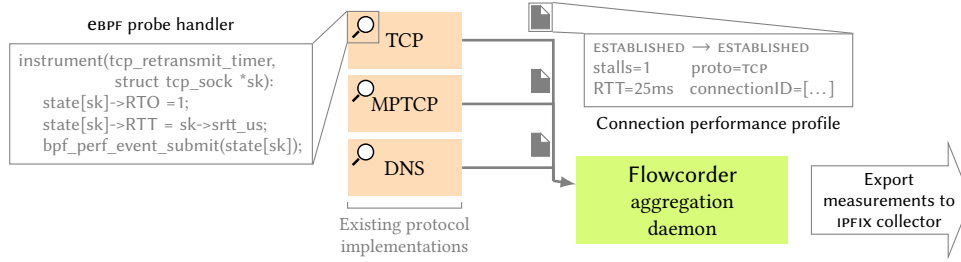 eBPF probe handler
instrument(tcp_retransmit_timer,
struct tcp_sock *sk):
state[sk]->RTO =1;
state[sk]->RTT = sk->srtt_us;
bpf_perf_event_submit(state[sk]);
TCP
MPTCP
DNS
Existing protocol
implementations
ESTABLISHED → ESTABLISHED
stalls=1 proto=TCP
RTT=25ms connectionID=[...]
Connection performance profile
Flowcorder
aggregation
daemon
Export
measurements to
IPFIX collector